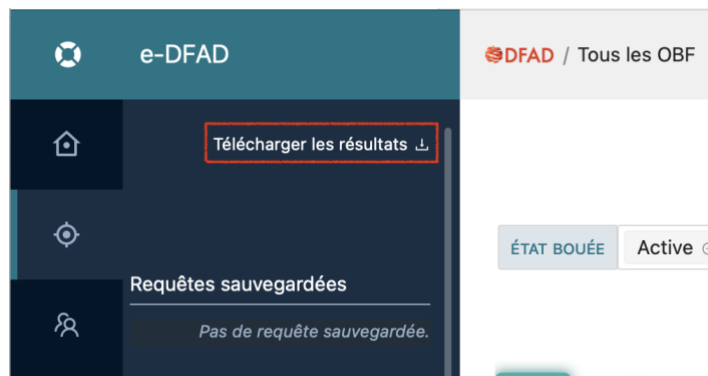 e-DFAD
DFAD / Tous les OBF
Télécharger les résultats
ÉTAT BOUÉE Active
Requêtes sauvegardées
Pas de requête sauvegardée.